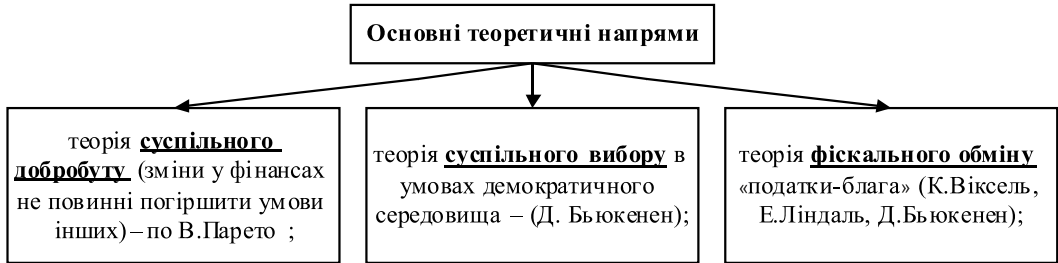 Основні теоретичні напрями
теорія суспільного
добробуту (зміни у фінансах
не повинні погіршити умови
інших) – по В.Парето ;
теорія суспільного вибору в
умовах демократичного
середовища – (Д. Бьюкенен);
теорія фіскального обміну
«податки-блага» (К.Віксель,
Е.Ліндаль, Д.Бьюкенен);